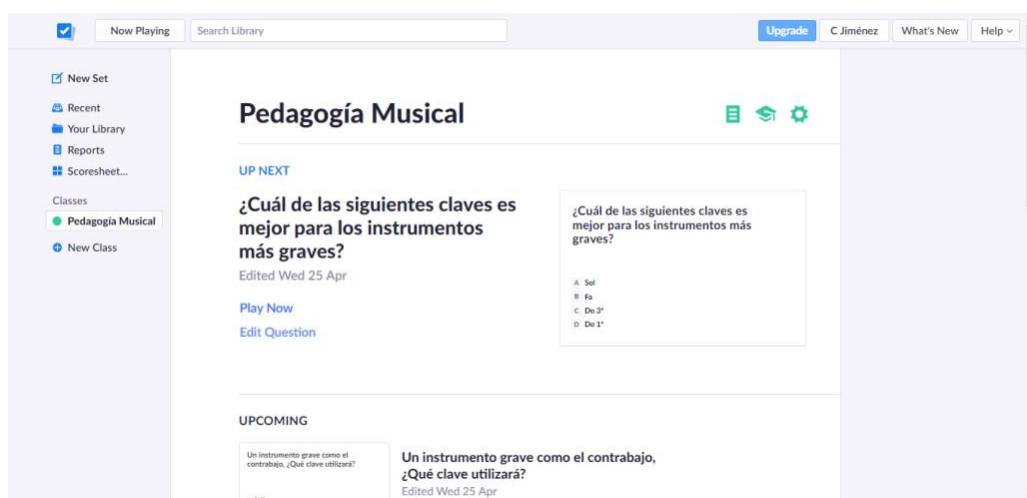 Now Playing
Search Library
Upgrade
C Jiménez
What's New
Help
New Set
Recent
Your Library
Reports
Scoresheet...
Classes
Pedagogía Musical
New Class
Pedagogía Musical
UP NEXT
¿Cuál de las siguientes claves es
mejor para los instrumentos
más graves?
Edited Wed 25 Apr
Play Now
Edit Question
¿Cuál de las siguientes claves es
mejor para los instrumentos más
graves?
A Sol
B Fa
C Do 3ª
D Do 1ª
UPCOMING
Un instrumento grave como el
contrabajo, ¿Qué clave utilizará?
Un instrumento grave como el contrabajo,
¿Qué clave utilizará?
Edited Wed 25 Apr